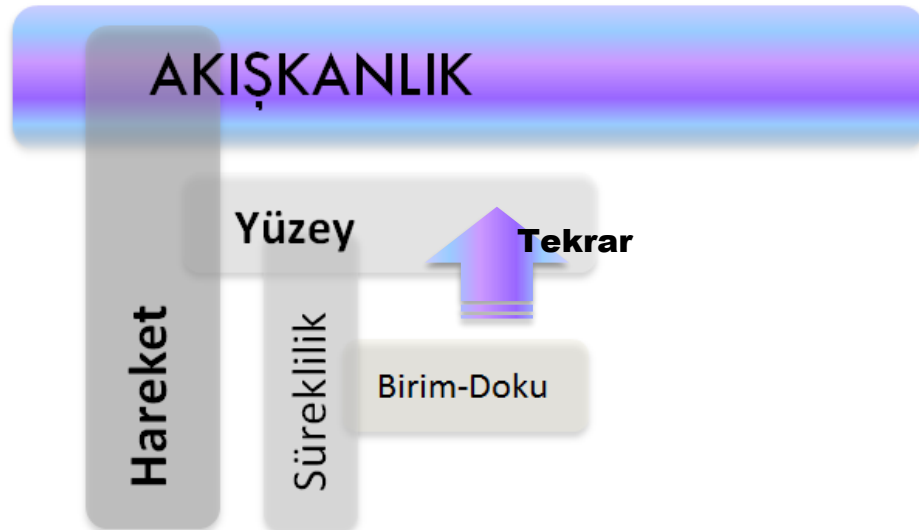 AKIŞKANLIK
Yüzey
Tekrar
Hareket
Süreklilik
Birim-Doku